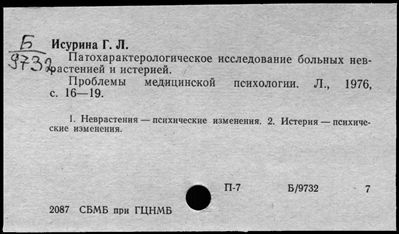 Б
9732
Исурина Г. Л.
Патохарактерологическое исследование больных нев-
растенией и истерией.
Проблемы медицинской психологии. Л., 1976,
с. 16—19.
1. Неврастения — психические изменения. 2. Истерия — психиче-
ские изменения.
П-7 Б/9732 7
2087 СБМБ при ГЦНМБ